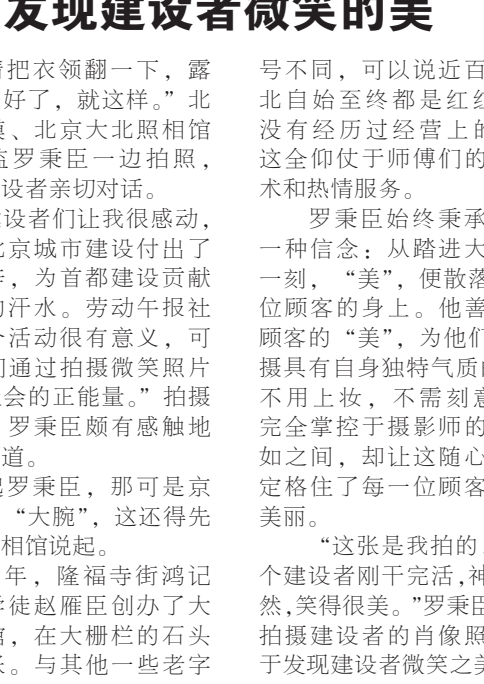 发现建设者微笑的美
把衣领翻一下，露
好了，就这样。”北
、北京大北照相馆
罗秉臣一边拍照，
设者亲切对话。
设者们让我很感动，
北京城市建设付出了
，为首都建设贡献
的汗水。劳动午报社
个活动很有意义，可
们通过拍摄微笑照片
会的正能量。”拍摄
罗秉臣颇有感触地
道。
起罗秉臣，那可是京
“大腕”，这还得先
相馆说起。
年，隆福寺街鸿记
学徒赵雁臣创办了大
馆，在大栅栏的石头
。与其他一些老字
号不同，可以说近百
北自始至终都是红红
没有经历过经营上的
这全仰仗于师傅们的
术和热情服务。
罗秉臣始终秉承
一种信念：从踏进大
一刻，“美”，便散落
位顾客的身上。他善
顾客的“美”，为他们
摄具有自身独特气质的
不用上妆，不需刻意
完全掌控于摄影师的
如之间，却让这随心
定格住了每一位顾客
美丽。
“这张是我拍的
个建设者刚干完活，神
然，笑得很美。”罗秉臣
拍摄建设者的肖像照
于发现建设者微笑之美